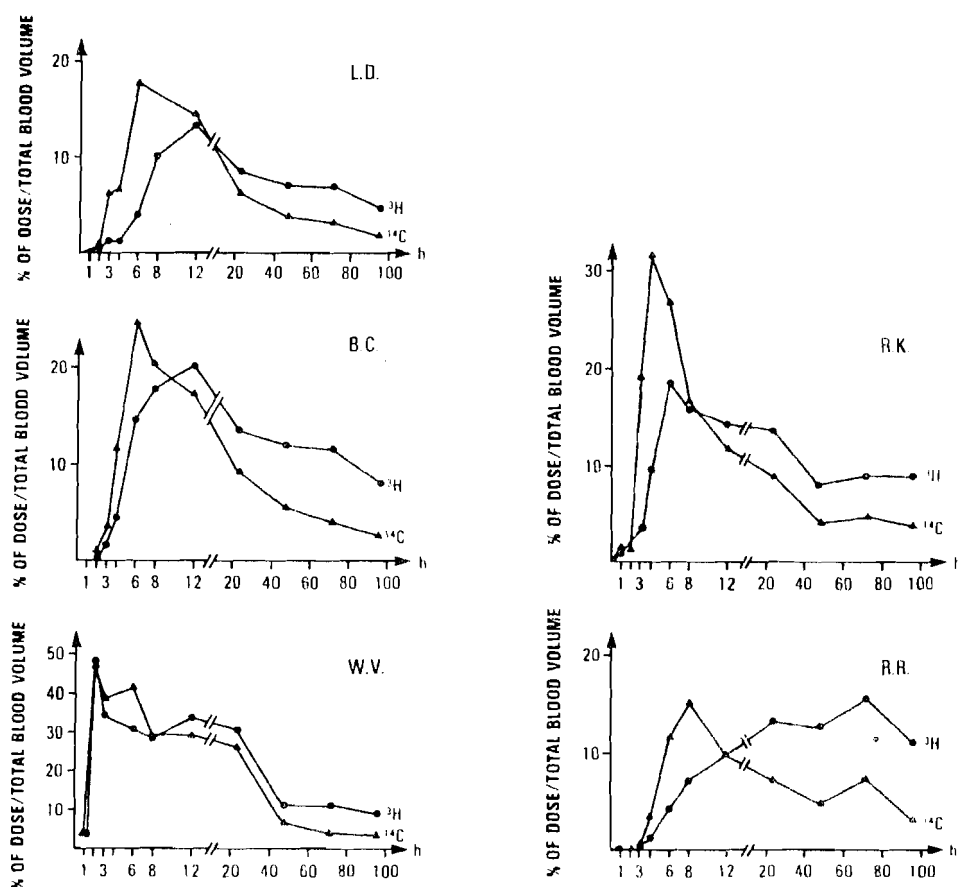 % OF DOSE/TOTAL BLOOD VOLUME
20
10
L.D.
³H
¹⁴C
1 3 6 8 12 20 40 60 80 100
h
% OF DOSE/TOTAL BLOOD VOLUME
20
10
B.C.
³H
¹⁴C
1 3 6 8 12 20 40 60 80 100
h
% OF DOSE/TOTAL BLOOD VOLUME
50
40
30
20
10
W.V.
³H
¹⁴C
1 3 6 8 12 20 40 60 80 100
h
% OF DOSE/TOTAL BLOOD VOLUME
30
20
10
R.K.
³H
¹⁴C
1 3 6 8 12 20 40 60 80 100
h
% OF DOSE/TOTAL BLOOD VOLUME
20
10
R.R.
³H
¹⁴C
1 3 6 8 12 20 40 60 80 100
h